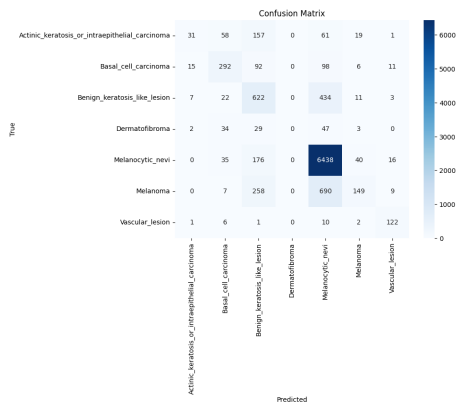 Confusion Matrix
Actinic_keratosis_or_intraepithelial_carcinoma 31 58 157 0 61 19 1
Basal_cell_carcinoma 15 292 92 0 98 6 11
Benign_keratosis_like_lesion 7 22 622 0 434 11 3
Dermatofibroma 2 34 29 0 47 3 0
Melanocytic_nevi 0 35 176 0 6438 40 16
Melanoma 0 7 258 0 690 149 9
Vascular_lesion 1 6 1 0 10 2 122
True
Actinic_keratosis_or_intraepithelial_carcinoma
Basal_cell_carcinoma
Benign_keratosis_like_lesion
Dermatofibroma
Melanocytic_nevi
Melanoma
Vascular_lesion
Predicted
6000
5000
4000
3000
2000
1000
0